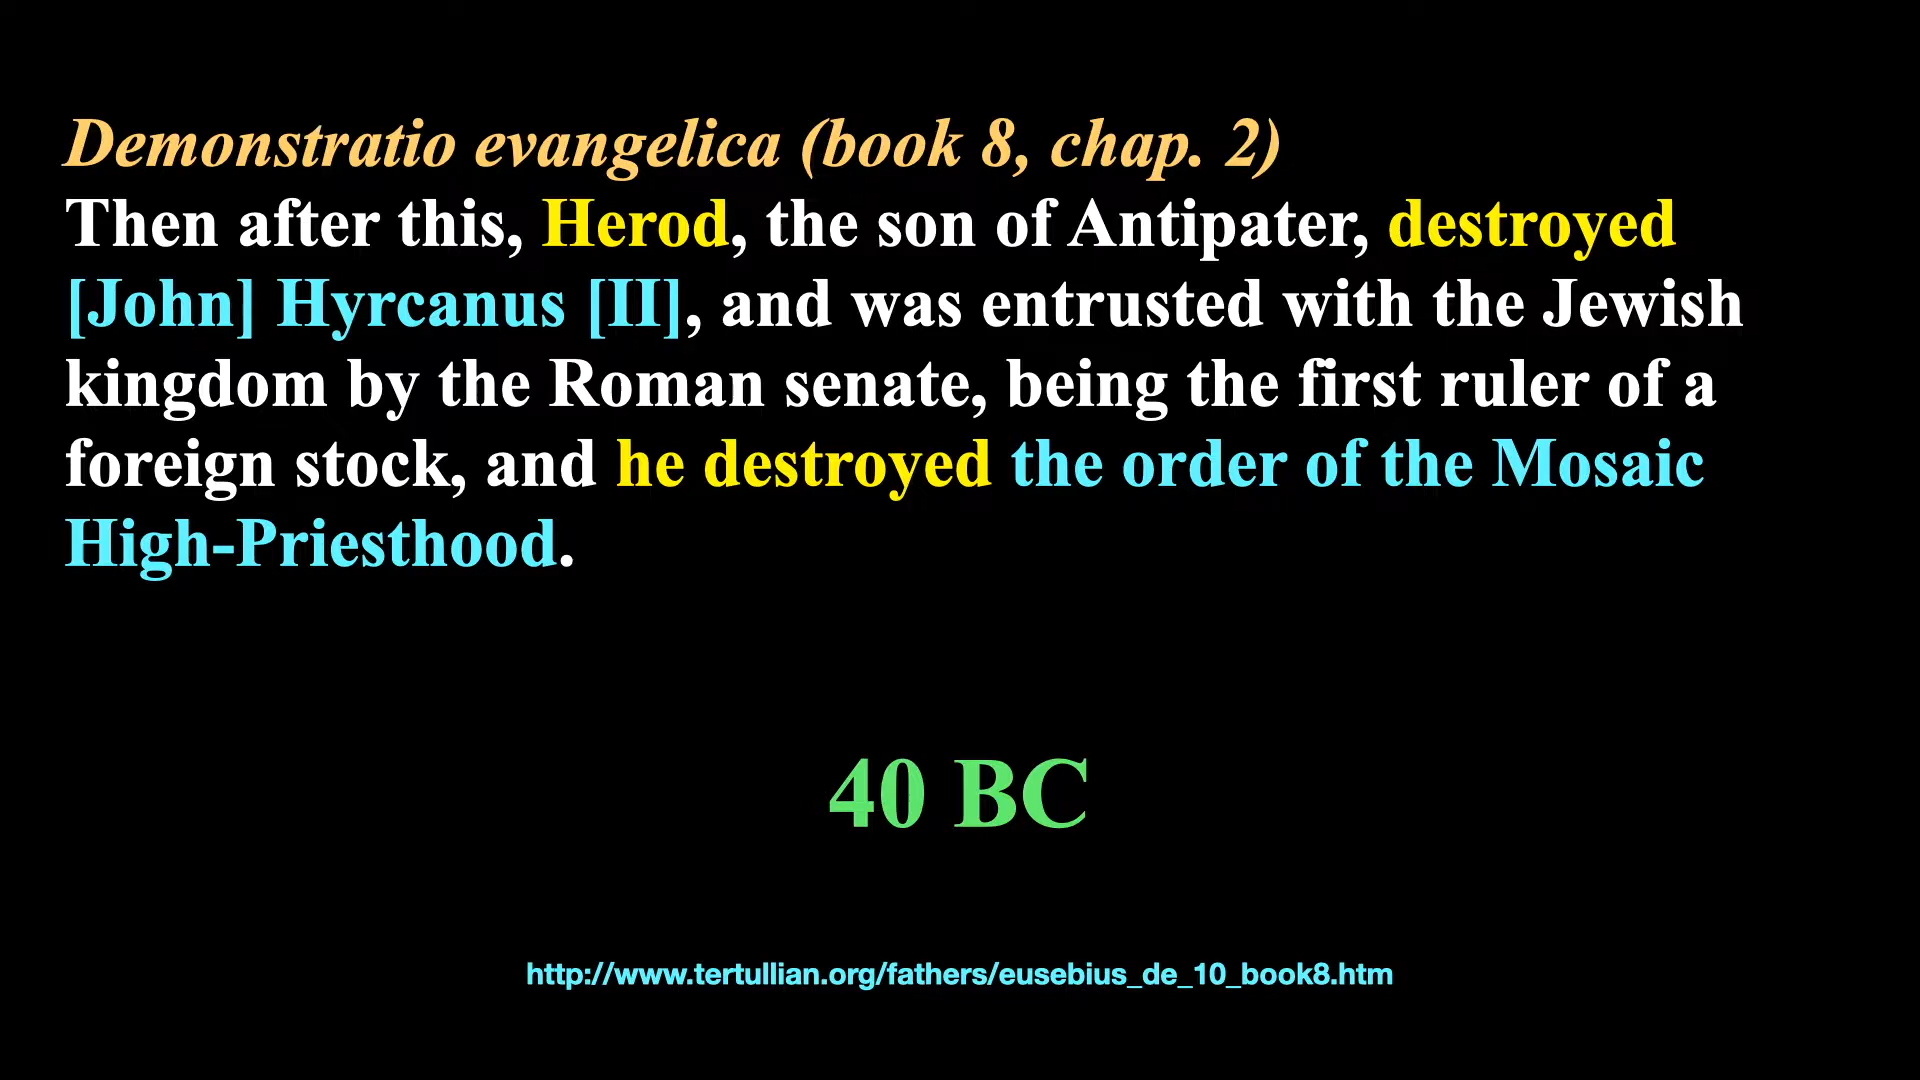 Demonstratio evangelica (book 8, chap. 2)
Then after this, Herod, the son of Antipater, destroyed
[John] Hyrcanus [II], and was entrusted with the Jewish
kingdom by the Roman senate, being the first ruler of a
foreign stock, and he destroyed the order of the Mosaic
High-Priesthood.
40 BC
http://www.tertullian.org/fathers/eusebius_de_10_book8.htm